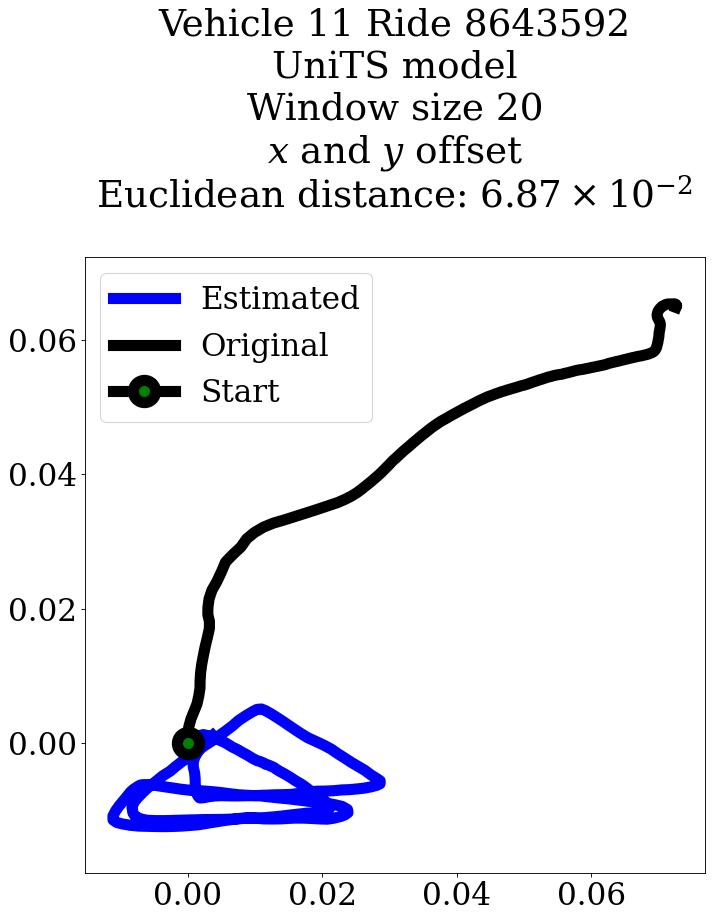 Vehicle 11 Ride 8643592
UniTS model
Window size 20
x and y offset
Euclidean distance: 6.87 × 10⁻²
Estimated
Original
Start
0.06
0.04
0.02
0.00
0.00 0.02 0.04 0.06